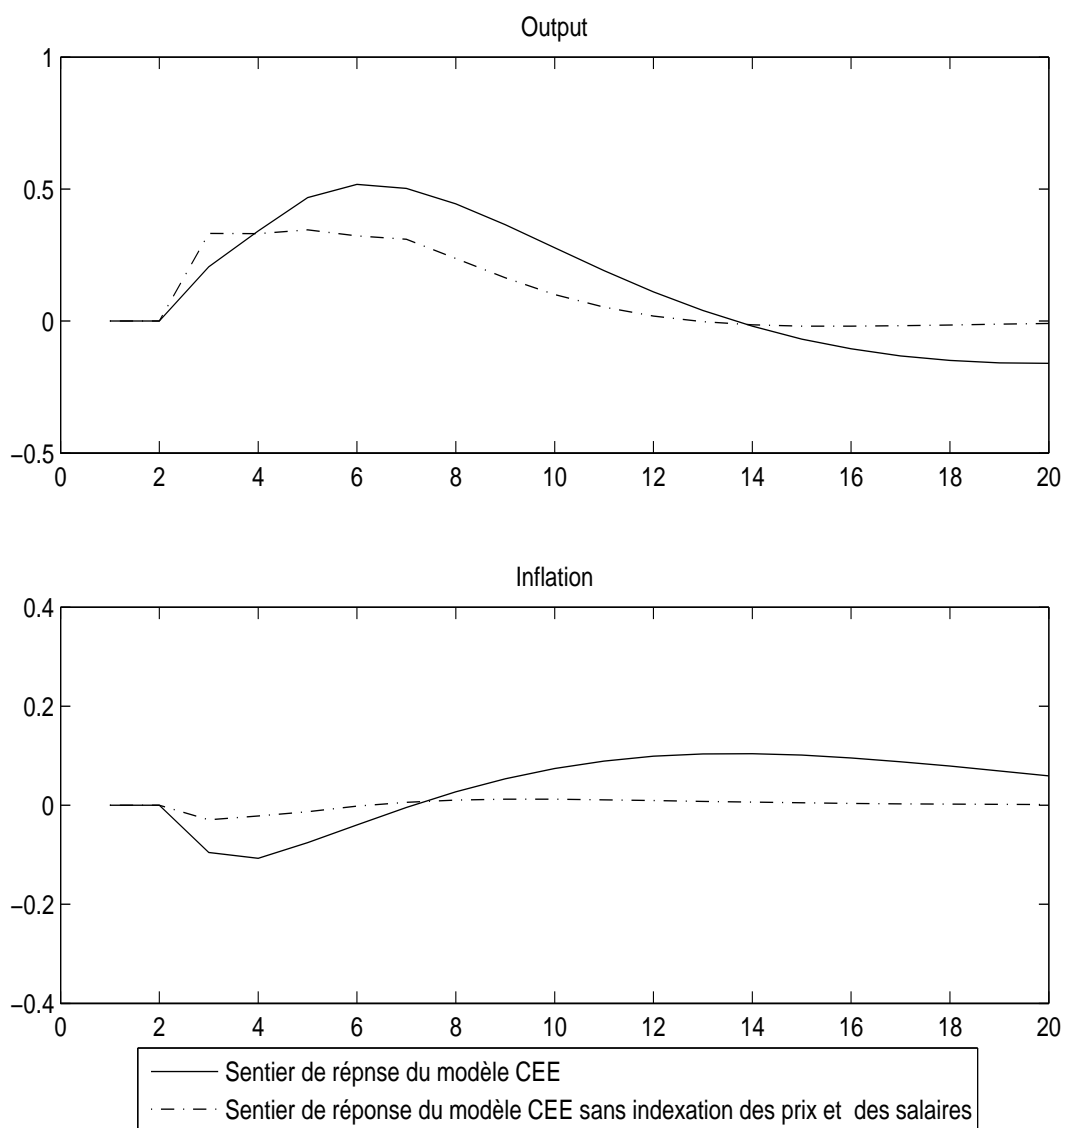 Output
1
0.5
0
−0.5
0 2 4 6 8 10 12 14 16 18 20
Inflation
0.4
0.2
0
−0.2
−0.4
0 2 4 6 8 10 12 14 16 18 20
Sentier de répnse du modèle CEE
Sentier de réponse du modèle CEE sans indexation des prix et des salaires